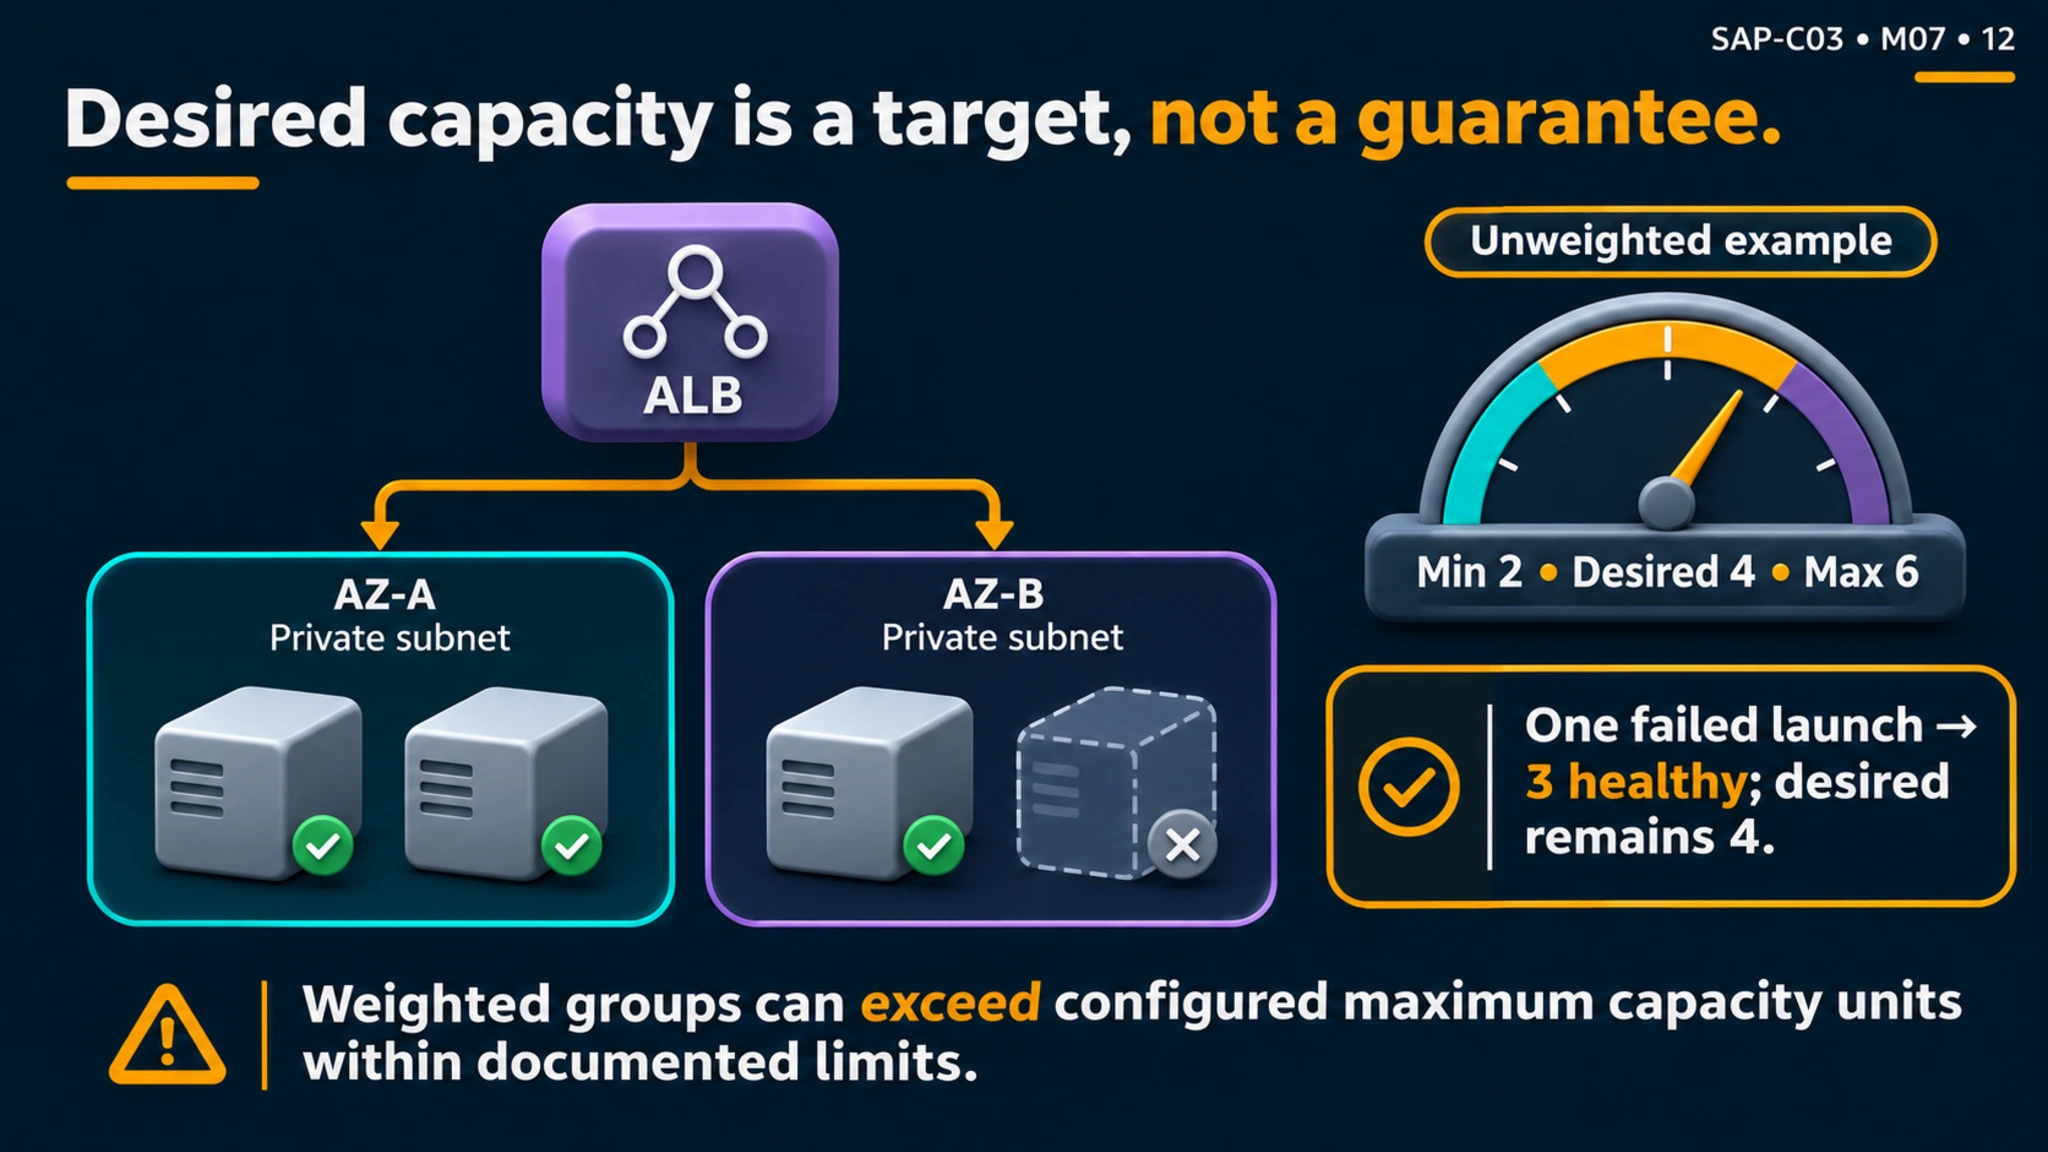 SAP-C03 • M07 • 12
Desired capacity is a target, not a guarantee.
ALB
Unweighted example
Min 2 • Desired 4 • Max 6
AZ-A
Private subnet
AZ-B
Private subnet
One failed launch →
3 healthy; desired
remains 4.
Weighted groups can exceed configured maximum capacity units
within documented limits.